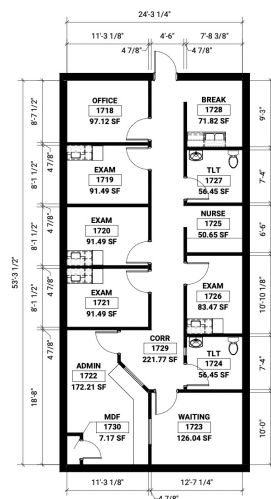 24'-3 1/4"
11'-3 1/8" 4'-6" 7'-8 3/8"
4 7/8" 4 7/8"
53'-3 1/2"
8'-7 1/2"
4 7/8"
8'-1 1/2"
4 7/8"
8'-1 1/2"
8'-1 1/2"
4 7/8"
18'-8"
OFFICE
1718
97.12 SF
BREAK
1728
71.82 SF
EXAM
1719
91.49 SF
TLT
1727
56.45 SF
EXAM
1720
91.49 SF
NURSE
1725
50.65 SF
EXAM
1721
91.49 SF
EXAM
1726
83.47 SF
CORR
1729
221.77 SF
ADMIN
1722
172.21 SF
TLT
1724
56.45 SF
MDF
1730
7.17 SF
WAITING
1723
126.04 SF
9'-3"
7'-4"
6'-6"
10'-10 1/8"
7'-4"
10'-0"
11'-3 1/8" 12'-7 1/4"
4 7/8"